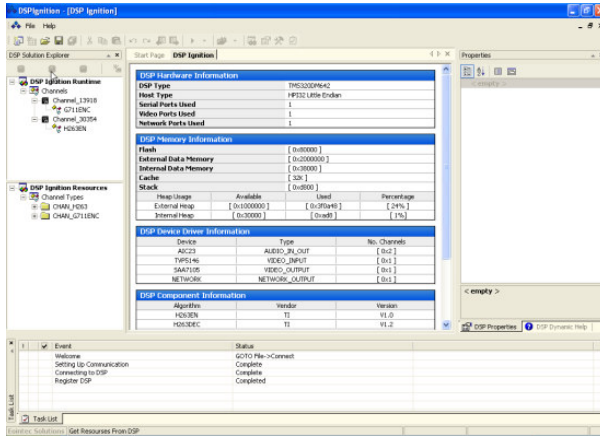 DSPIgnition - [DSP Ignition]
File Help
DSP Solution Explorer
Start Page DSP Ignition
Properties
DSP Ignition Runtime
Channels
Channel_13918
G711ENC
Channel_30354
H263EN
DSP Ignition Resources
Channel Types
CHAN_H263
CHAN_G711ENC
DSP Hardware Information
DSP Type TMS320DM642
Host Type HPI32 Little Endian
Serial Ports Used 1
Video Ports Used 1
Network Ports Used 1
DSP Memory Information
Flash [ 0x80000 ]
External Data Memory [ 0x2000000 ]
Internal Data Memory [ 0x38000 ]
Cache [ 32K ]
Stack [ 0xd800 ]
Heap Usage Available Used Percentage
External Heap [ 0x1000000 ] [ 0x3f0a48 ] [ 24% ]
Internal Heap [ 0x30000 ] [ 0xad8 ] [ 1%]
DSP Device Driver Information
Device Type No. Channels
AIC23 AUDIO_IN_OUT [ 0x2 ]
TVP5146 VIDEO_INPUT [ 0x1 ]
SAA7105 VIDEO_OUTPUT [ 0x1 ]
NETWORK NETWORK_OUTPUT [ 0x1 ]
DSP Component Information
Algorithm Vendor Version
H263EN TI V1.0
H263DEC TI V1.2
< empty >
< empty >
DSP Properties DSP Dynamic Help
! Event Status
Welcome GOTO File->Connect
Setting Up Communication Complete
Connecting to DSP Complete
Register DSP Completed
Task List
Task List
Solutions Get Resourses From DSP